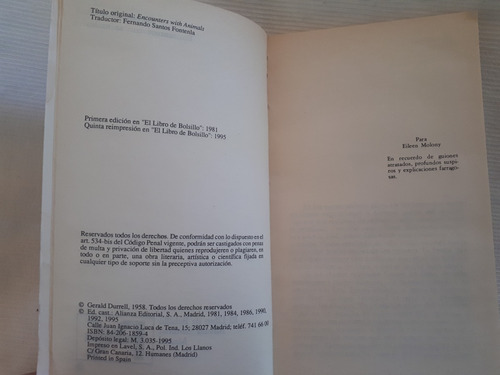 Título original: Encounters with Animals
Traductor: Fernando Santos Fontenla
Primera edición en "El Libro de Bolsillo": 1981
Quinta reimpresión en "El Libro de Bolsillo": 1995
Reservados todos los derechos. De conformidad con lo dispuesto en el
art. 534-bis del Código Penal vigente, podrán ser castigados con penas
de multa y privación de libertad quienes reprodujeren o plagiaren, en
todo o en parte, una obra literaria, artística o científica fijada en
cualquier tipo de soporte sin la preceptiva autorización.
© Gerald Durrell, 1958. Todos los derechos reservados
© Ed. cast.: Alianza Editorial, S. A., Madrid, 1981, 1984, 1986, 1990,
1992, 1995
Calle Juan Ignacio Luca de Tena, 15; 28027 Madrid; teléf. 741 66 00
ISBN: 84-206-1859-4
Depósito legal: M. 3.035-1995
Impreso en Lavel, S. A., Pol. Ind. Los Llanos
C/ Gran Canaria, 12. Humanes (Madrid)
Printed in Spain
Para
Eileen Molony
En recuerdo de guiones
atrasados, profundos suspi-
ros y explicaciones farrago-
sas.